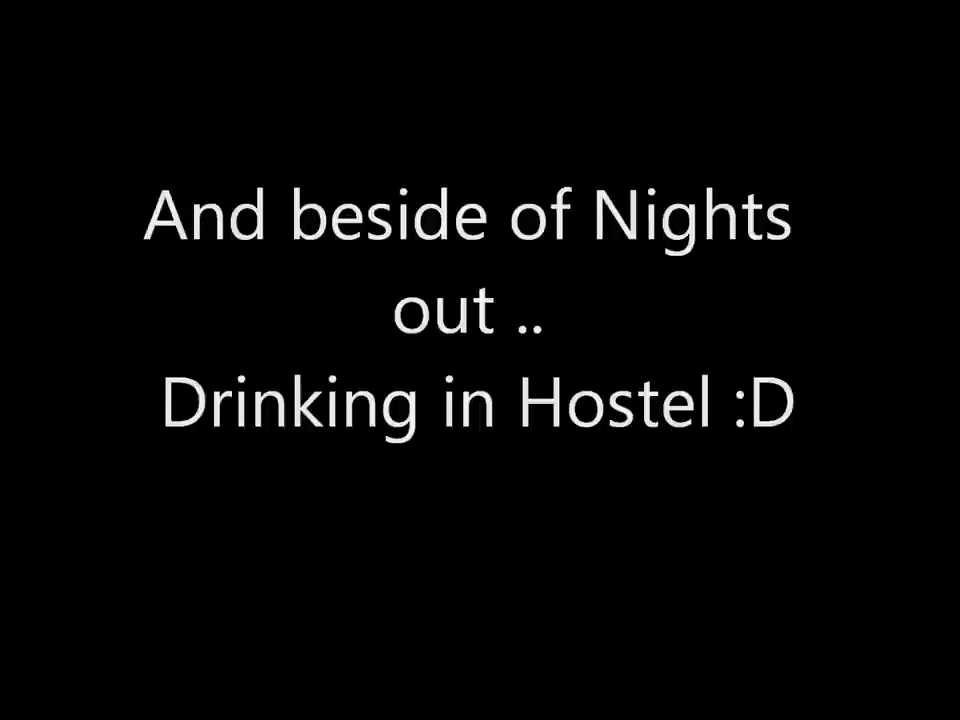 And beside of Nights
out ..
Drinking in Hostel :D